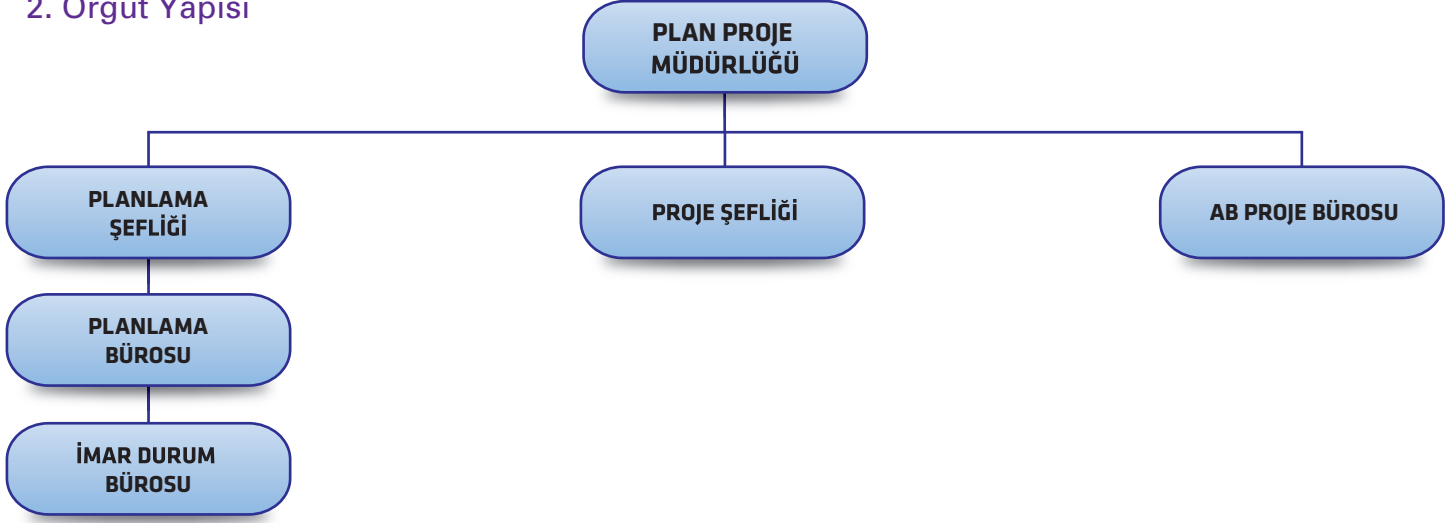 2. Örgüt Yapısı
PLAN PROJE
MÜDÜRLÜĞÜ
PLANLAMA
ŞEFLİĞİ
PROJE ŞEFLİĞİ
AB PROJE BÜROSU
PLANLAMA
BÜROSU
İMAR DURUM
BÜROSU